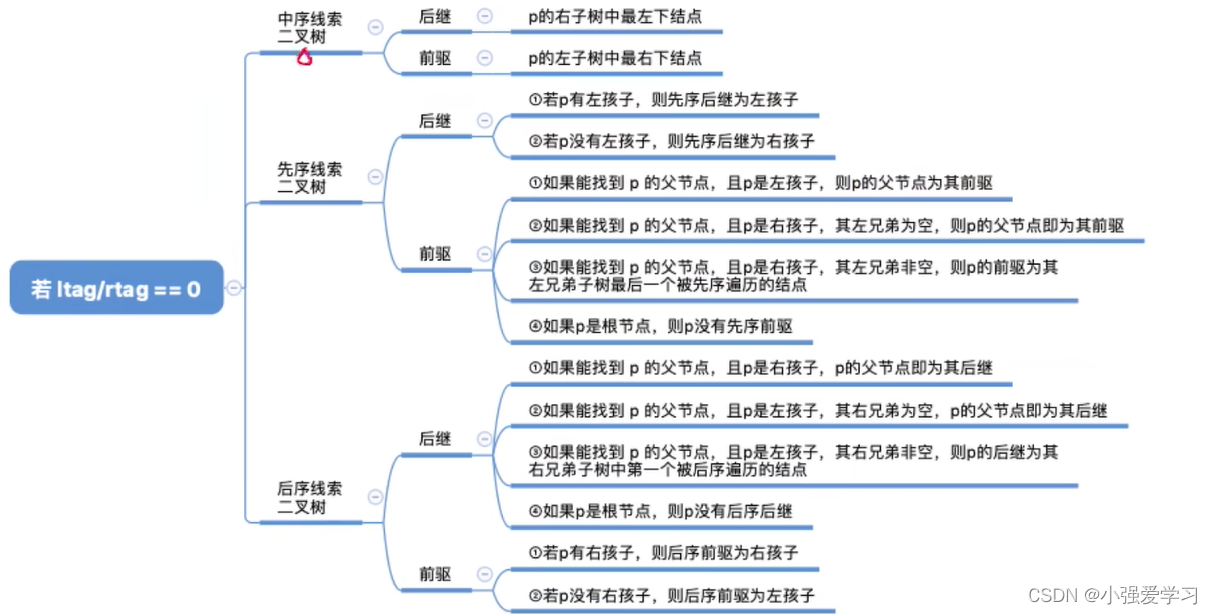 若 ltag/rtag == 0
中序线索
二叉树
后继
p的右子树中最左下结点
前驱
p的左子树中最右下结点
先序线索
二叉树
后继
①若p有左孩子，则先序后继为左孩子
②若p没有左孩子，则先序后继为右孩子
前驱
①如果能找到 p 的父节点，且p是左孩子，则p的父节点为其前驱
②如果能找到 p 的父节点，且p是右孩子，其左兄弟为空，则p的父节点即为其前驱
③如果能找到 p 的父节点，且p是右孩子，其左兄弟非空，则p的前驱为其
左兄弟子树最后一个被先序遍历的结点
④如果p是根节点，则p没有先序前驱
后序线索
二叉树
后继
①如果能找到 p 的父节点，且p是右孩子，p的父节点即为其后继
②如果能找到 p 的父节点，且p是左孩子，其右兄弟为空，p的父节点即为其后继
③如果能找到 p 的父节点，且p是左孩子，其右兄弟非空，则p的后继为其
右兄弟子树中第一个被后序遍历的结点
④如果p是根节点，则p没有后序后继
前驱
①若p有右孩子，则后序前驱为右孩子
②若p没有右孩子，则后序前驱为左孩子
CSDN @小强爱学习